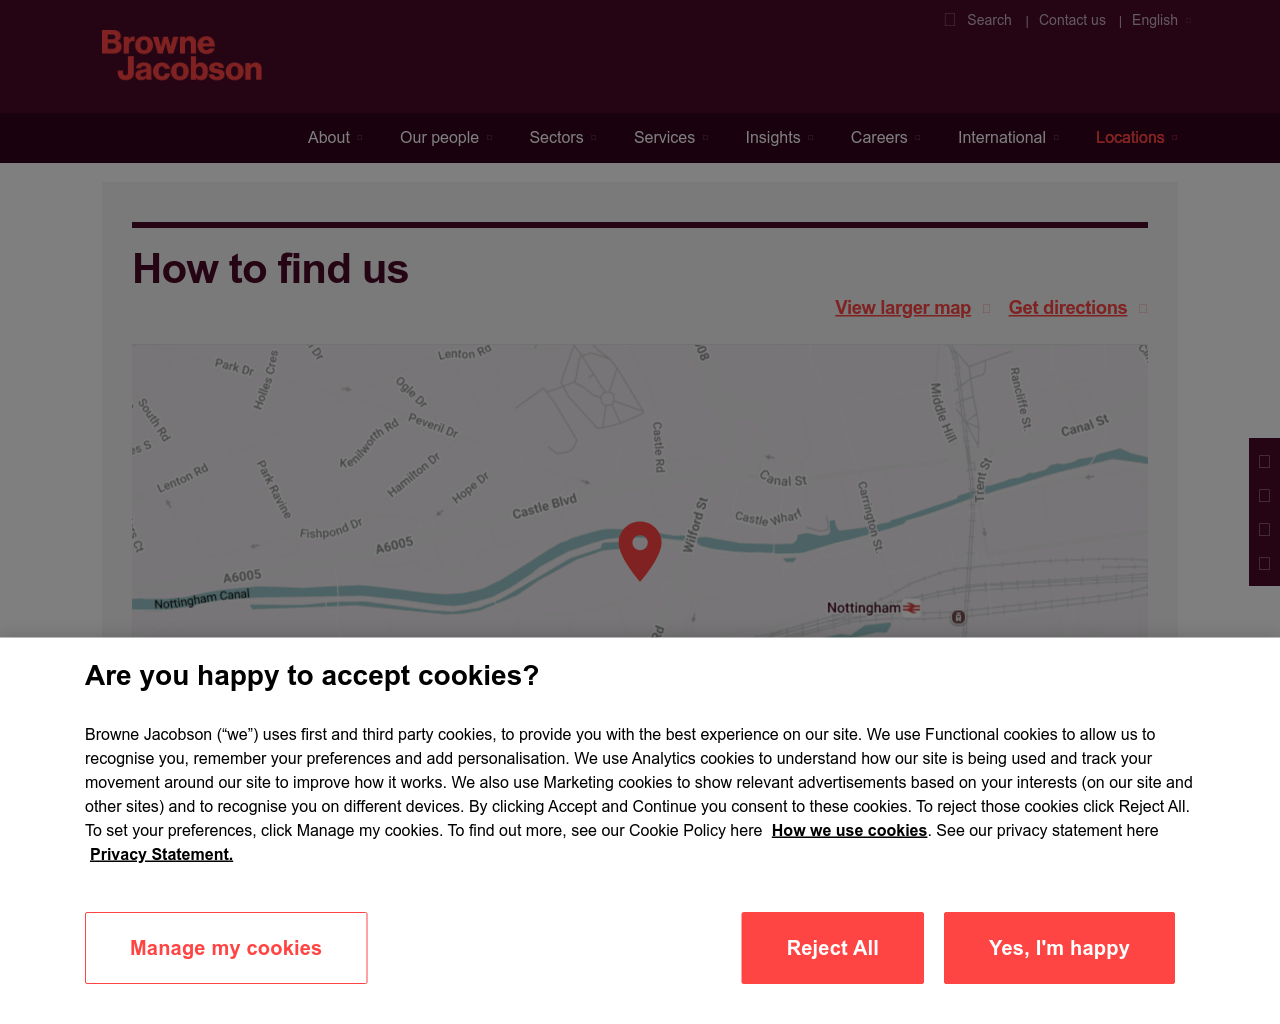 Search | Contact us | English
Browne
Jacobson
About Our people Sectors Services Insights Careers International Locations
How to find us
View larger map Get directions
Lenton Rd
Park Dr
Holles Cres
Ogle Dr
Peveril Dr
Kenilworth Rd
South Rd
Castle Rd
Middle Hill
Rancliffe St.
Canal St
Lenton Rd
Park Ravine
Hamilton Dr
Hope Dr
Castle Blvd
Canal St
Trent St
Fishpond Dr
Wilford St
Castle Wharf
Carrington St.
A6005
A6005
Nottingham Canal
Nottingham
Are you happy to accept cookies?
Browne Jacobson (“we”) uses first and third party cookies, to provide you with the best experience on our site. We use Functional cookies to allow us to
recognise you, remember your preferences and add personalisation. We use Analytics cookies to understand how our site is being used and track your
movement around our site to improve how it works. We also use Marketing cookies to show relevant advertisements based on your interests (on our site and
other sites) and to recognise you on different devices. By clicking Accept and Continue you consent to these cookies. To reject those cookies click Reject All.
To set your preferences, click Manage my cookies. To find out more, see our Cookie Policy here How we use cookies. See our privacy statement here
Privacy Statement.
Manage my cookies Reject All Yes, I'm happy